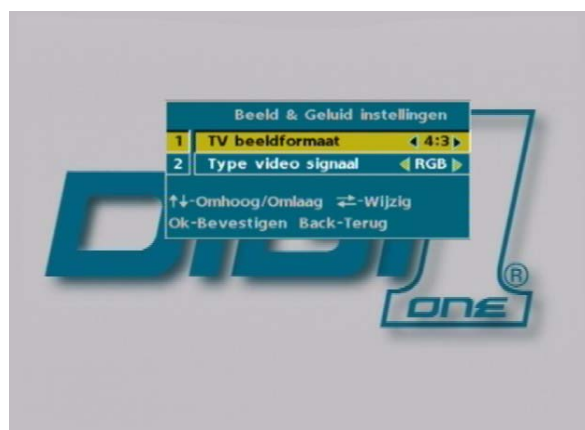 Beeld & Geluid instellingen
1 TV beeldformaat 4:3
2 Type video signaal RGB
↑↓-Omhoog/Omlaag ⇄-Wijzig
Ok-Bevestigen Back-Terug
®
one